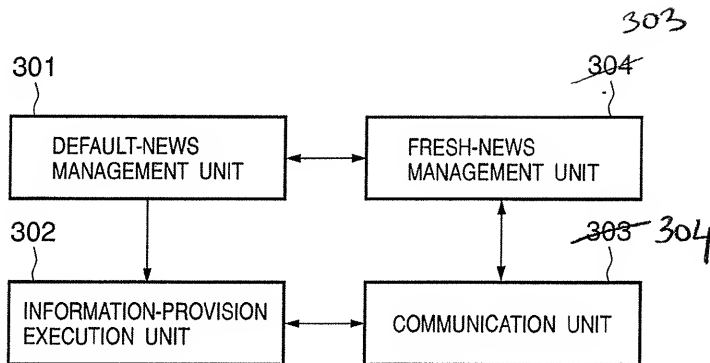 303
301
304
DEFAULT-NEWS
MANAGEMENT UNIT
FRESH-NEWS
MANAGEMENT UNIT
302
303 304
INFORMATION-PROVISION
EXECUTION UNIT
COMMUNICATION UNIT